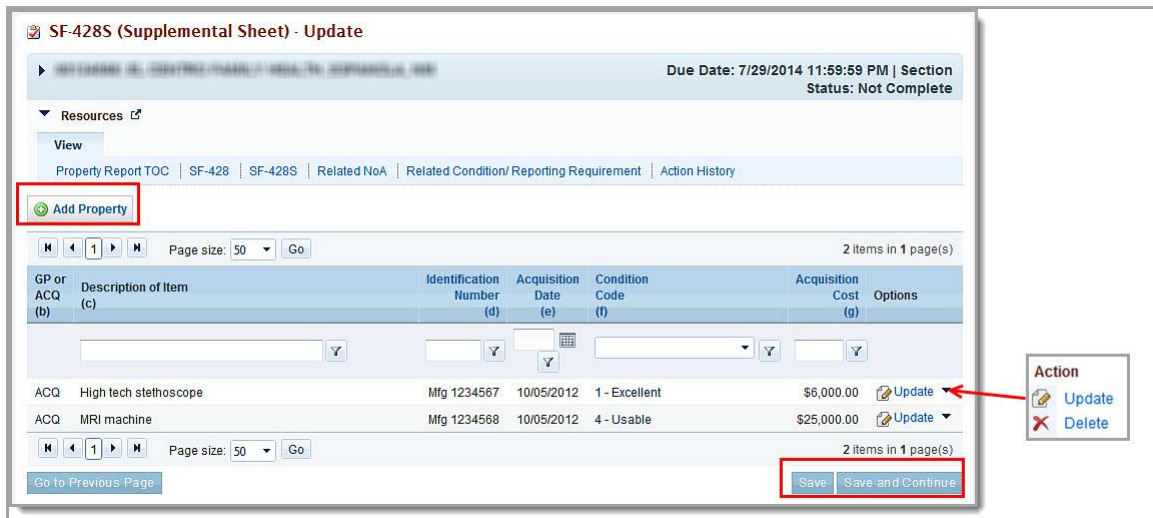 SF-428S (Supplemental Sheet) - Update
Due Date: 7/29/2014 11:59:59 PM | Section
Status: Not Complete
Resources
View
Property Report TOC | SF-428 | SF-428S | Related NoA | Related Condition/ Reporting Requirement | Action History
Add Property
1 Page size: 50 Go 2 items in 1 page(s)
GP or ACQ (b) Description of Item (c) Identification Number (d) Acquisition Date (e) Condition Code (f) Acquisition Cost (g) Options
ACQ High tech stethoscope Mfg 1234567 10/05/2012 1 - Excellent $6,000.00 Update
ACQ MRI machine Mfg 1234568 10/05/2012 4 - Usable $25,000.00 Update
1 Page size: 50 Go 2 items in 1 page(s)
Go to Previous Page Save Save and Continue
Action
Update
Delete